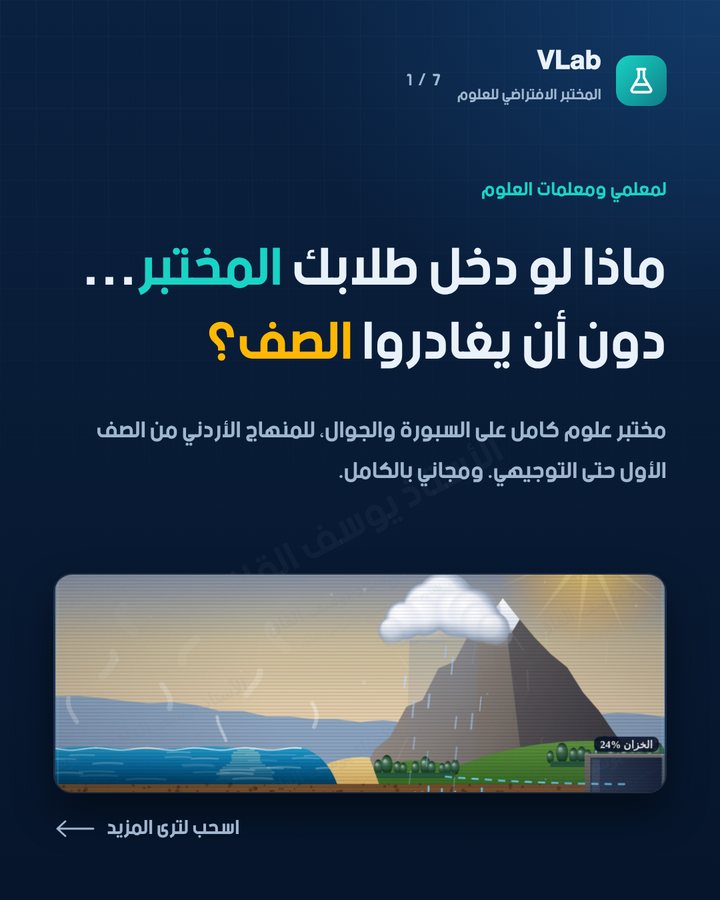 VLab
المختبر الافتراضي للعلوم
1 / 7
لمعلمي ومعلمات العلوم
ماذا لو دخل طلابك المختبر...
دون أن يغادروا الصف؟
مختبر علوم كامل على السبورة والجوال، للمنهاج الأردني من الصف
الأول حتى التوجيهي. ومجاني بالكامل.
الأستاذ يوسف
الخزان 24%
اسحب لترى المزيد